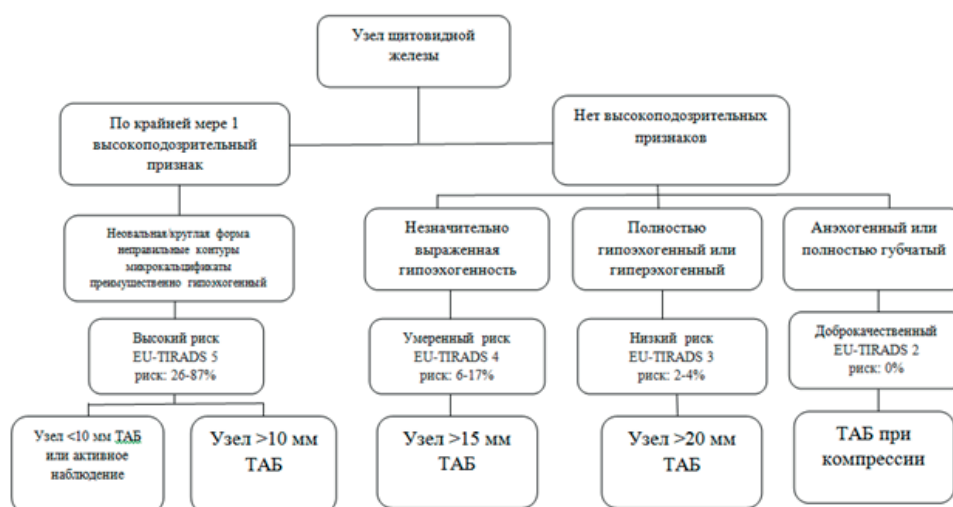 Узел щитовидной
железы
По крайней мере 1
высокоподозрительный
признак
Нет высокоподозрительных
признаков
Неовальная/круглая форма
неправильные контуры
микрокальцификаты
преимущественно гипоэхогенный
Незначительно
выраженная
гипоэхогенность
Полностью
гипоэхогенный или
гиперэхогенный
Анэхогенный или
полностью губчатый
Высокий риск
EU-TIRADS 5
риск: 26-87%
Умеренный риск
EU-TIRADS 4
риск: 6-17%
Низкий риск
EU-TIRADS 3
риск: 2-4%
Доброкачественный
EU-TIRADS 2
риск: 0%
Узел <10 мм ТАБ
или активное
наблюдение
Узел >10 мм
ТАБ
Узел >15 мм
ТАБ
Узел >20 мм
ТАБ
ТАБ при
компрессии